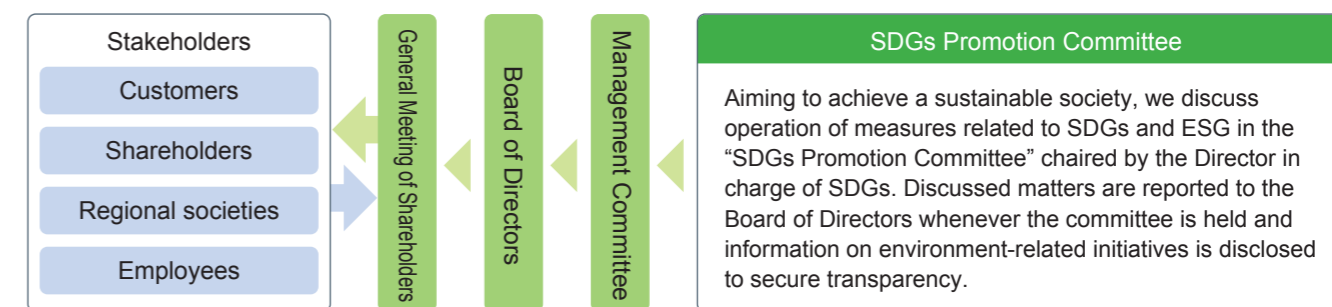 Stakeholders
Customers
Shareholders
Regional societies
Employees
General Meeting of Shareholders
Board of Directors
Management Committee
SDGs Promotion Committee
Aiming to achieve a sustainable society, we discuss
operation of measures related to SDGs and ESG in the
“SDGs Promotion Committee” chaired by the Director in
charge of SDGs. Discussed matters are reported to the
Board of Directors whenever the committee is held and
information on environment-related initiatives is disclosed
to secure transparency.